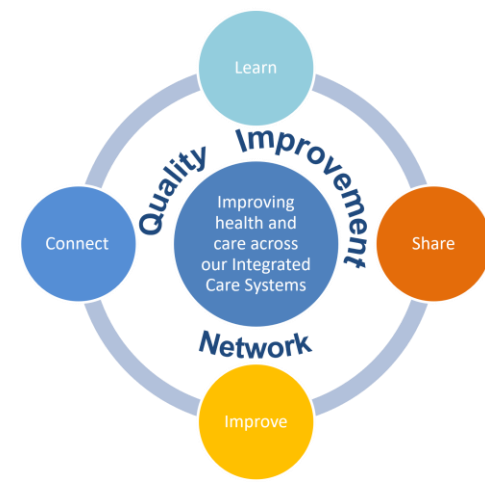 Learn
Quality Improvement
Improving
health and
care across
our Integrated
Care Systems
Connect
Share
Network
Improve